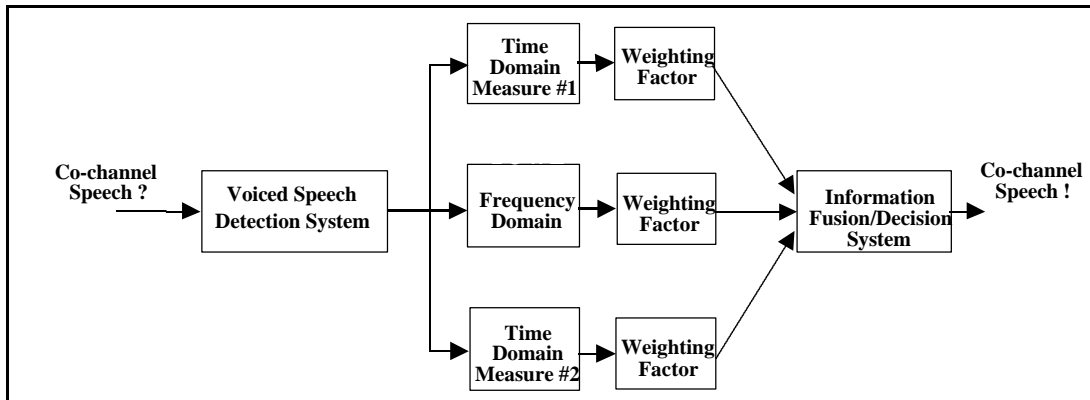 Co-channel
Speech ?
Voiced Speech
Detection System
Time
Domain
Measure #1
Weighting
Factor
Frequency
Domain
Weighting
Factor
Time
Domain
Measure #2
Weighting
Factor
Information
Fusion/Decision
System
Co-channel
Speech !